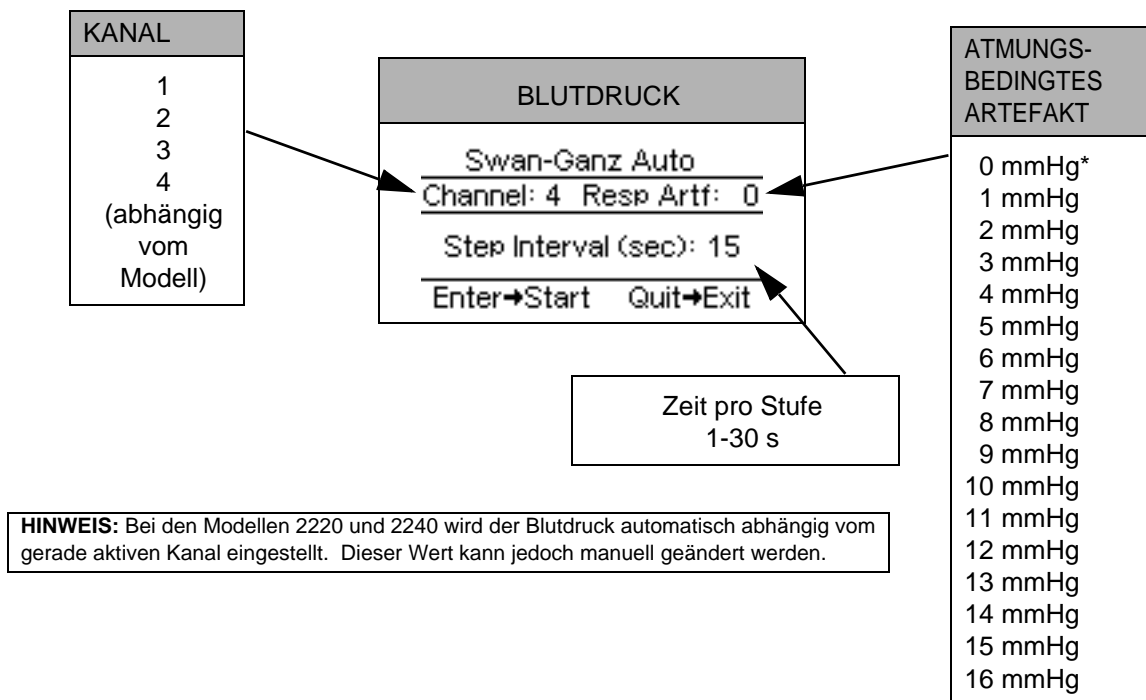 KANAL
1
2
3
4
(abhängig
vom
Modell)
BLUTDRUCK
Swan-Ganz Auto
Channel: 4 Resp Artf: 0
Step Interval (sec): 15
Enter➔Start Quit➔Exit
Zeit pro Stufe
1-30 s
ATMUNGS-
BEDINGTES
ARTEFAKT
0 mmHg*
1 mmHg
2 mmHg
3 mmHg
4 mmHg
5 mmHg
6 mmHg
7 mmHg
8 mmHg
9 mmHg
10 mmHg
11 mmHg
12 mmHg
13 mmHg
14 mmHg
15 mmHg
16 mmHg
HINWEIS: Bei den Modellen 2220 und 2240 wird der Blutdruck automatisch abhängig vom
gerade aktiven Kanal eingestellt. Dieser Wert kann jedoch manuell geändert werden.